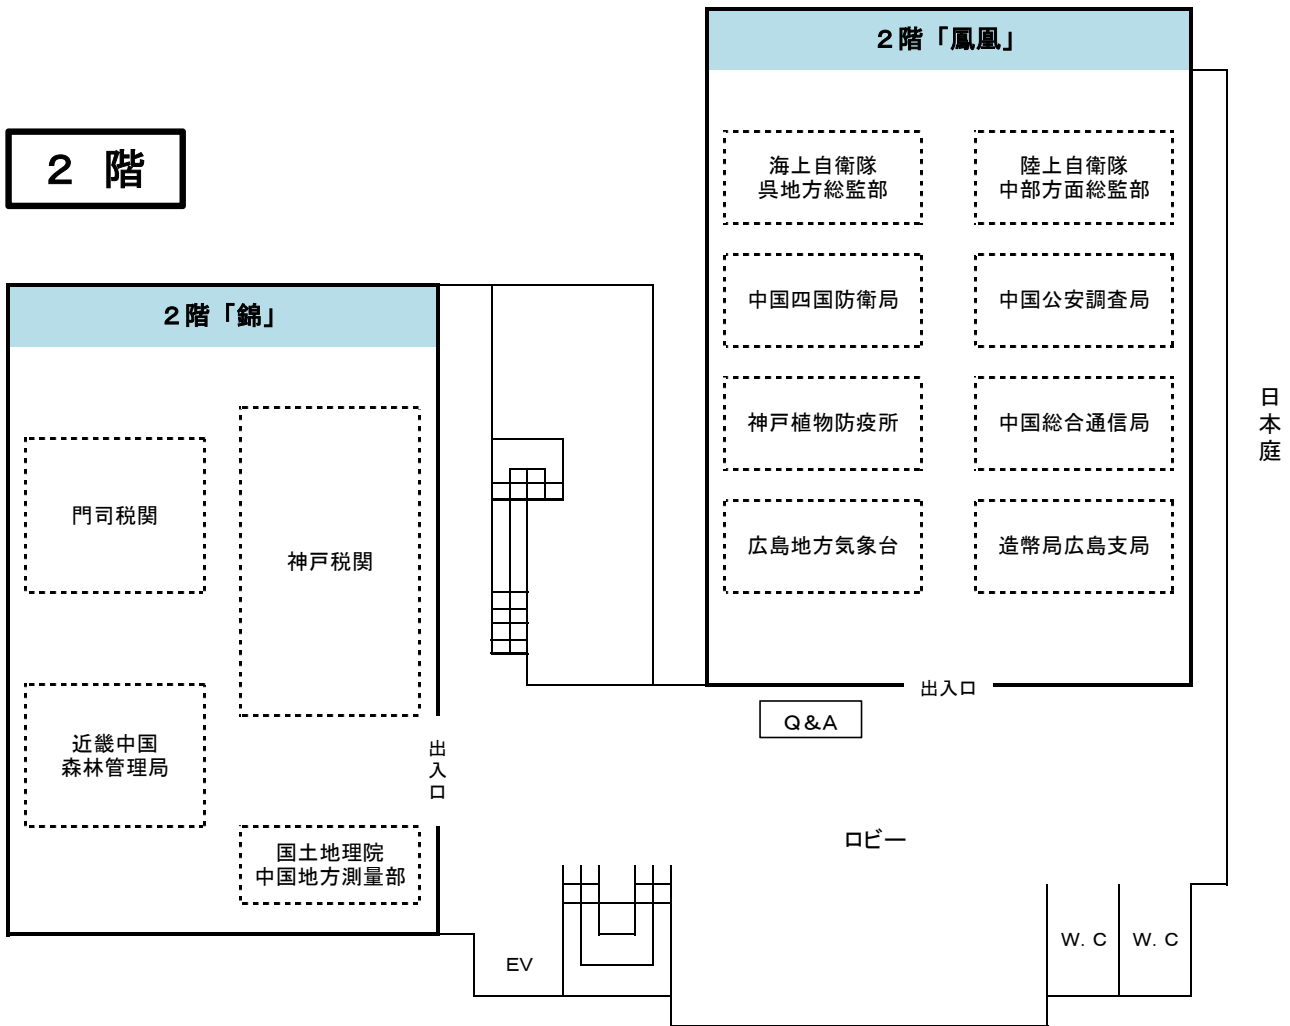 ２階「鳳凰」
２ 階
海上自衛隊
呉地方総監部
陸上自衛隊
中部方面総監部
中国四国防衛局
中国公安調査局
神戸植物防疫所
中国総合通信局
広島地方気象台
造幣局広島支局
出入口
日本庭
２階「錦」
門司税関
神戸税関
近畿中国
森林管理局
国土地理院
中国地方測量部
出入口
Ｑ＆Ａ
ロビー
EV
Ｗ．Ｃ
Ｗ．Ｃ